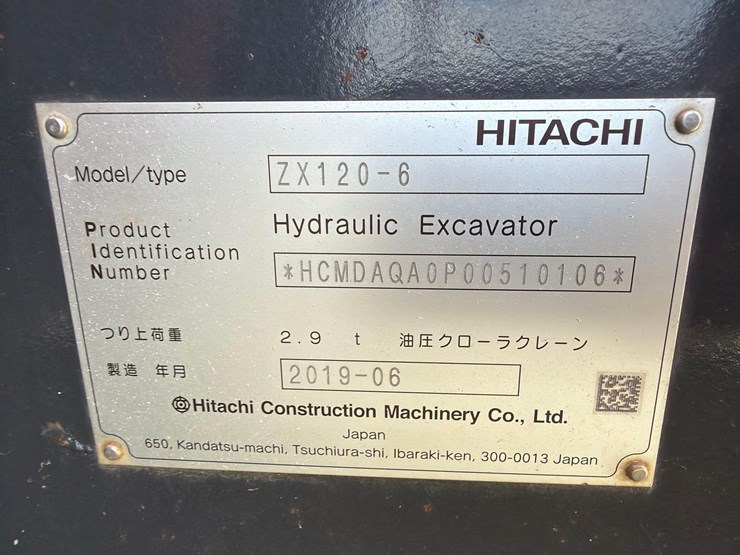 HITACHI
Model/type ZX120-6
Product Identification Number Hydraulic Excavator
*HCMDAQA0P00510106*
つり上荷重 2.9 t 油圧クローラクレーン
製造 年月 2019-06
Hitachi Construction Machinery Co., Ltd.
Japan
650, Kandatsu-machi, Tsuchiura-shi, Ibaraki-ken, 300-0013 Japan